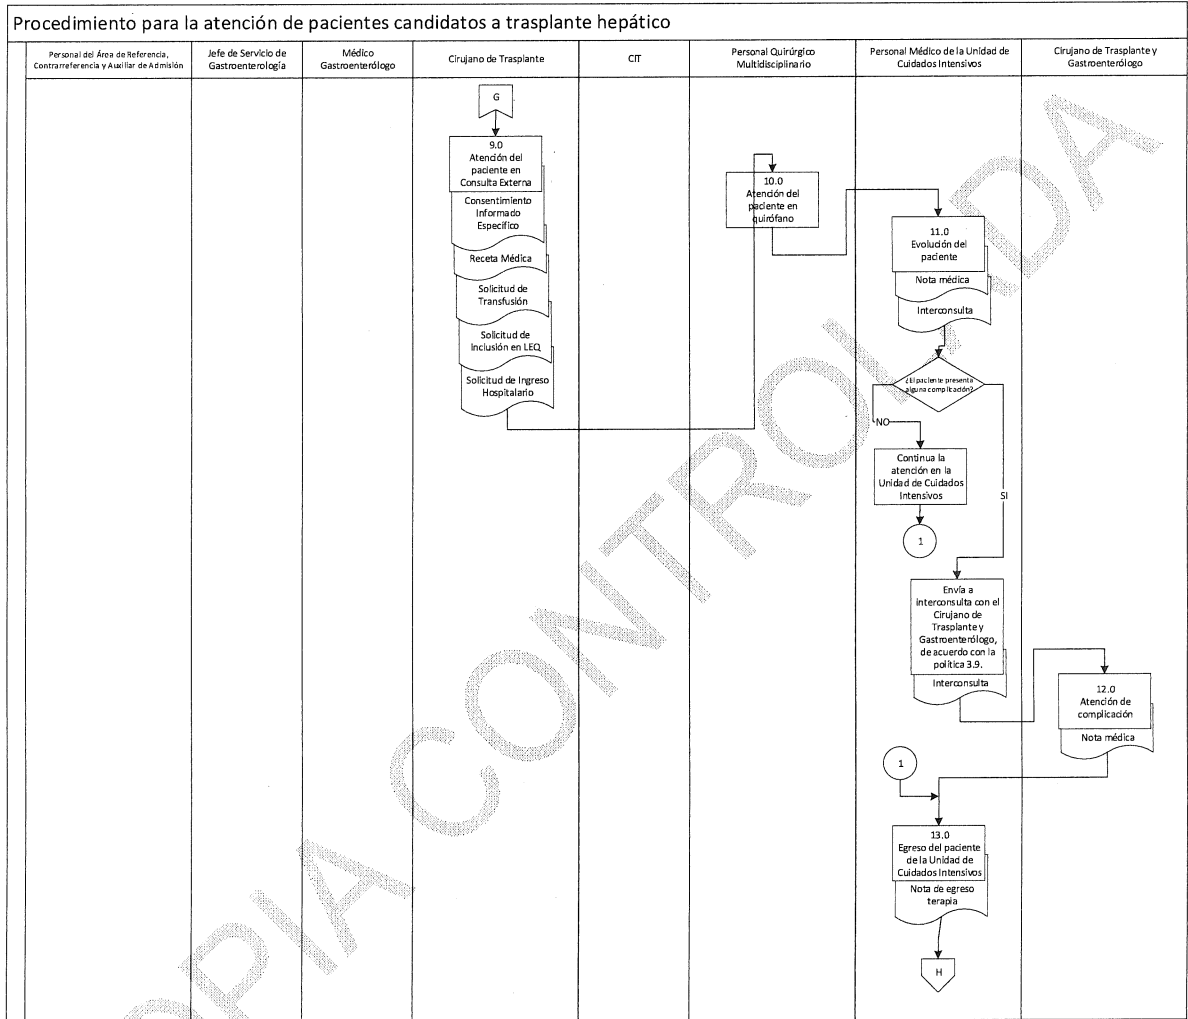 Procedimiento para la atención de pacientes candidatos a trasplante hepático
Personal del Área de Referencia,
Contrarreferencia y Auxiliar de Admisión
Jefe de Servicio de
Gastroenterología
Médico
Gastroenterólogo
Cirujano de Trasplante
CIT
Personal Quirúrgico
Multidisciplinario
Personal Médico de la Unidad de
Cuidados Intensivos
Cirujano de Trasplante y
Gastroenterólogo
G
9.0
Atención del
paciente en
Consulta Externa
Consentimiento
Informado
Específico
Receta Médica
Solicitud de
Transfusión
Solicitud de
Inclusión en LEQ
Solicitud de Ingreso
Hospitalario
10.0
Atención del
paciente en
quirófano
11.0
Evolución del
paciente
Nota médica
Interconsulta
¿El paciente presenta
alguna complicación?
NO
Continua la
atención en la
Unidad de Cuidados
Intensivos
SI
1
Envía a
interconsulta con el
Cirujano de
Trasplante y
Gastroenterólogo,
de acuerdo con la
política 3.9.
Interconsulta
12.0
Atención de
complicación
Nota médica
1
13.0
Egreso del paciente
de la Unidad de
Cuidados Intensivos
Nota de egreso
terapia
H
OPIA CONTROLADA